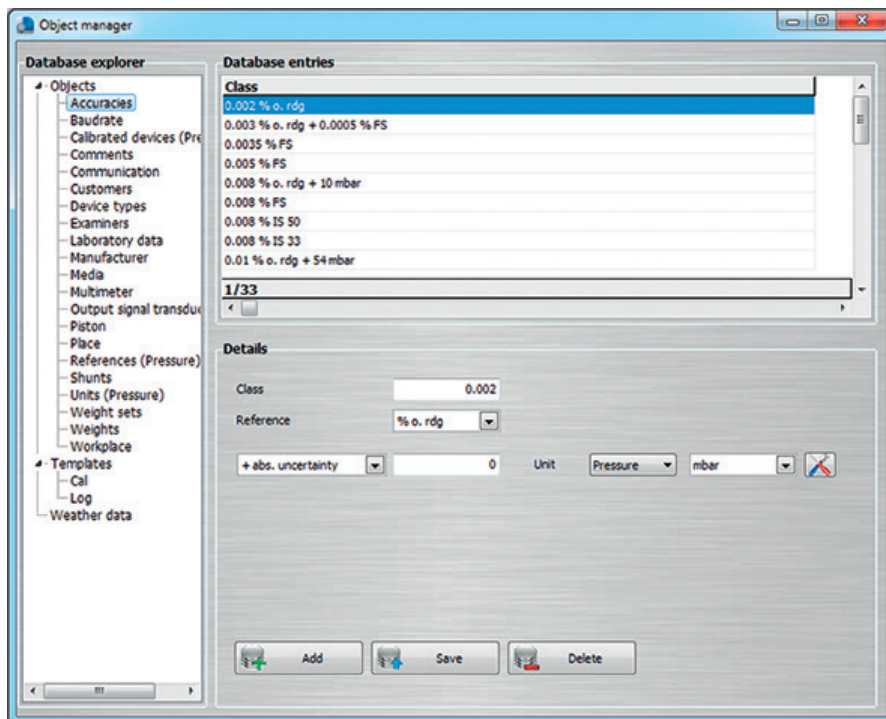 Object manager
Database explorer
Objects
Accuracies
Baudrate
Calibrated devices (Pre
Comments
Communication
Customers
Device types
Examiners
Laboratory data
Manufacturer
Media
Multimeter
Output signal transduc
Piston
Place
References (Pressure)
Shunts
Units (Pressure)
Weight sets
Weights
Workplace
Templates
Cal
Log
Weather data
Database entries
Class
0.002 % o. rdg
0.003 % o. rdg + 0.0005 % FS
0.0035 % FS
0.005 % FS
0.008 % o. rdg + 10 mbar
0.008 % FS
0.008 % IS 50
0.008 % IS 33
0.01 % o. rdg + 54 mbar
1/33
Details
Class 0.002
Reference % o. rdg
+ abs. uncertainty 0 Unit Pressure mbar
Add Save Delete